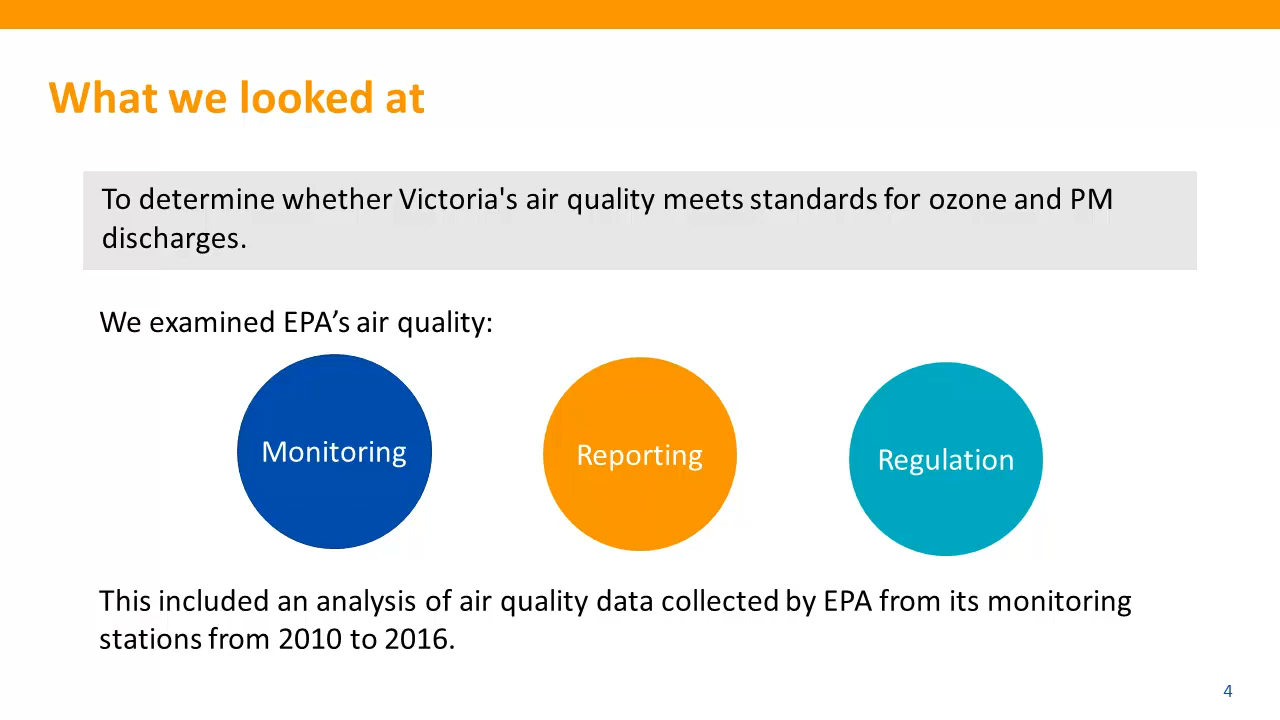 What we looked at
To determine whether Victoria's air quality meets standards for ozone and PM
discharges.
We examined EPA’s air quality:
Monitoring
Reporting
Regulation
This included an analysis of air quality data collected by EPA from its monitoring
stations from 2010 to 2016.
4